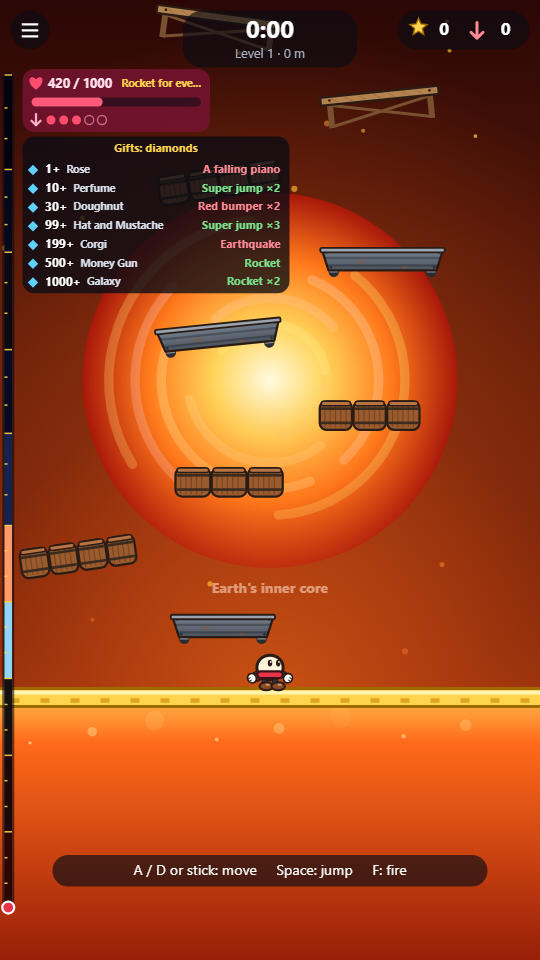 0:00
Level 1 · 0 m
0 0
420 / 1000 Rocket for eve...
Gifts: diamonds
1+ Rose A falling piano
10+ Perfume Super jump ×2
30+ Doughnut Red bumper ×2
99+ Hat and Mustache Super jump ×3
199+ Corgi Earthquake
500+ Money Gun Rocket
1000+ Galaxy Rocket ×2
Earth's inner core
A / D or stick: move Space: jump F: fire